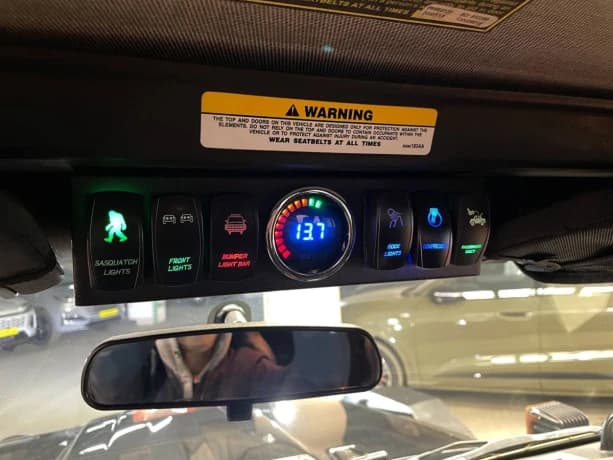 SEATBELTS AT ALL TIMES
WARNING
THE TOP AND DOORS ON THIS VEHICLE ARE DESIGNED ONLY FOR PROTECTION AGAINST THE
ELEMENTS. DO NOT RELY ON THE TOP AND DOORS TO CONTAIN OCCUPANTS WITHIN THE
VEHICLE OR TO PROTECT AGAINST INJURY DURING AN ACCIDENT.
WEAR SEATBELTS AT ALL TIMES
SASQUATCH
LIGHTS
FRONT
LIGHTS
BUMPER
LIGHT BAR
13.7
LIGHTS